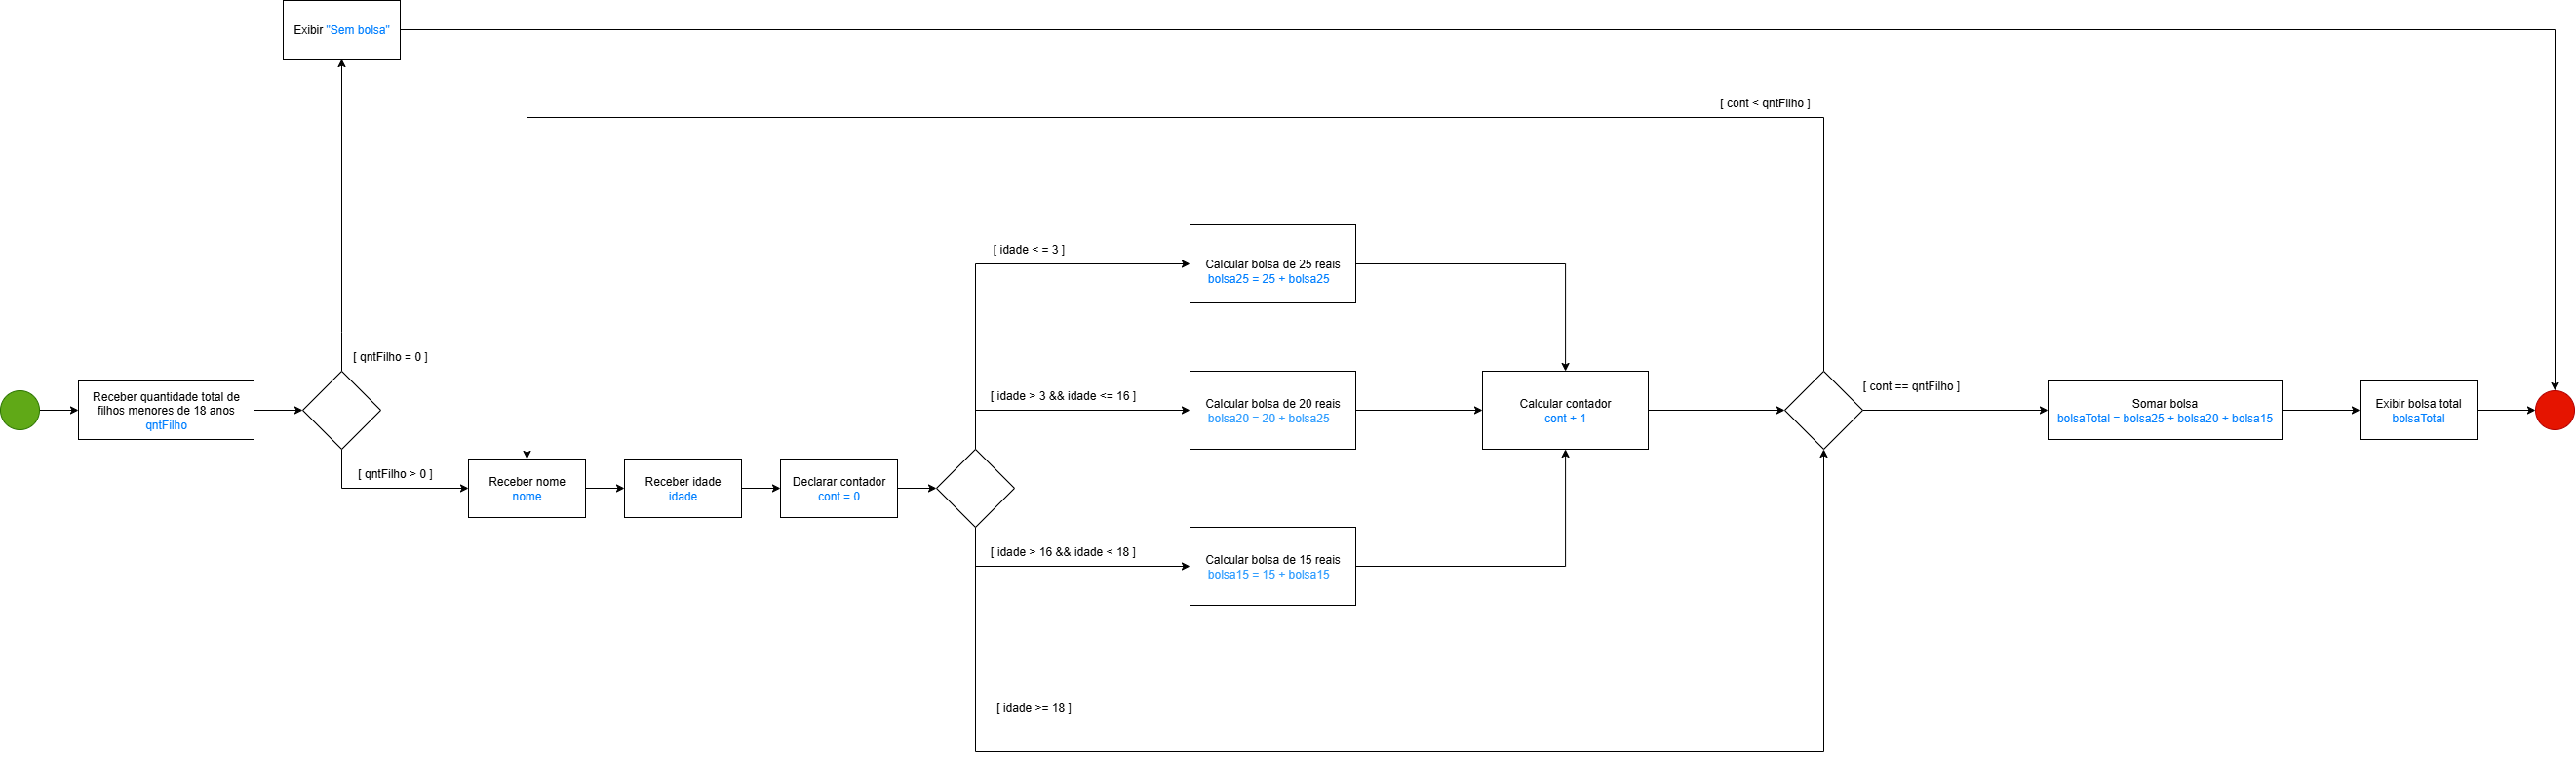 Exibir "Sem bolsa"
[ cont < qntFilho ]
[ idade < = 3 ]
Calcular bolsa de 25 reais
bolsa25 = 25 + bolsa25
[ qntFilho = 0 ]
Receber quantidade total de
filhos menores de 18 anos
qntFilho
[ idade > 3 && idade <= 16 ]
Calcular bolsa de 20 reais
bolsa20 = 20 + bolsa25
Calcular contador
cont + 1
[ cont == qntFilho ]
Somar bolsa
bolsaTotal = bolsa25 + bolsa20 + bolsa15
Exibir bolsa total
bolsaTotal
[ qntFilho > 0 ]
Receber nome
nome
Receber idade
idade
Declarar contador
cont = 0
[ idade > 16 && idade < 18 ]
Calcular bolsa de 15 reais
bolsa15 = 15 + bolsa15
[ idade >= 18 ]